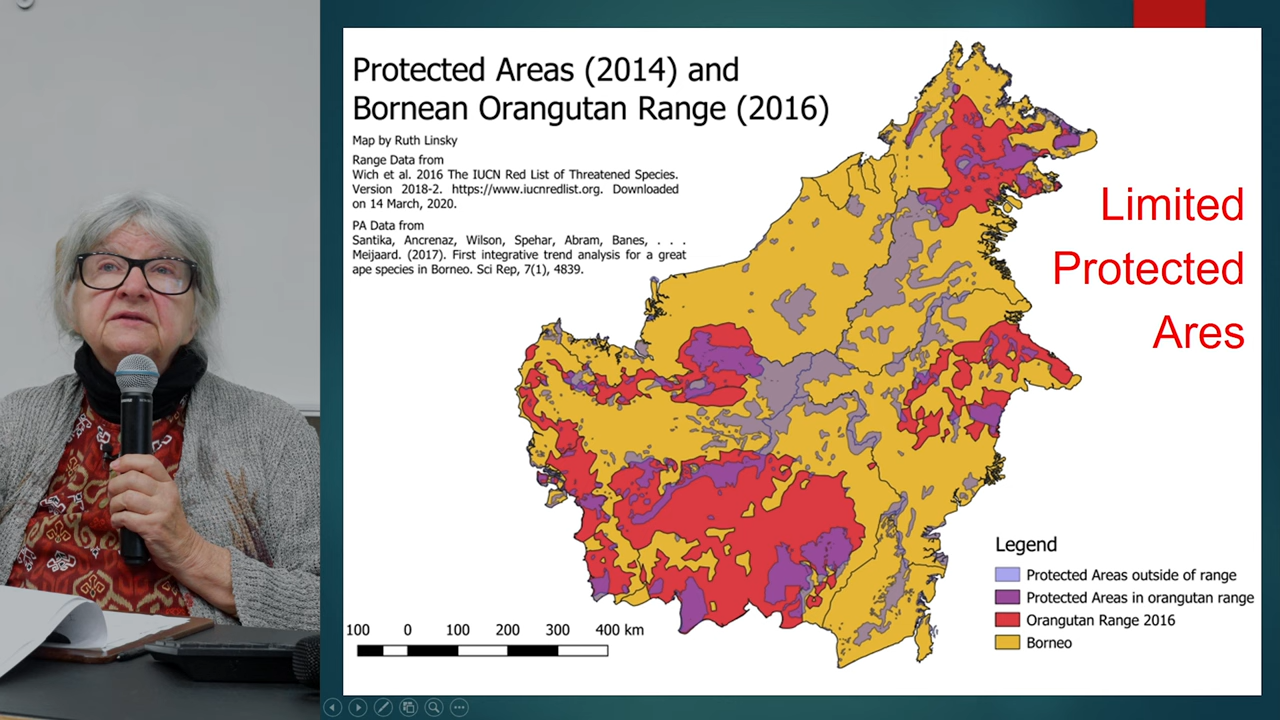 Protected Areas (2014) and
Bornean Orangutan Range (2016)
Map by Ruth Linsky
Range Data from
Wich et al. 2016 The IUCN Red List of Threatened Species.
Version 2018-2. https://www.iucnredlist.org. Downloaded
on 14 March, 2020.
PA Data from
Santika, Ancrenaz, Wilson, Spehar, Abram, Banes, . . .
Meijaard. (2017). First integrative trend analysis for a great
ape species in Borneo. Sci Rep, 7(1), 4839.
Limited
Protected
Ares
Legend
Protected Areas outside of range
Protected Areas in orangutan range
Orangutan Range 2016
Borneo
100 0 100 200 300 400 km